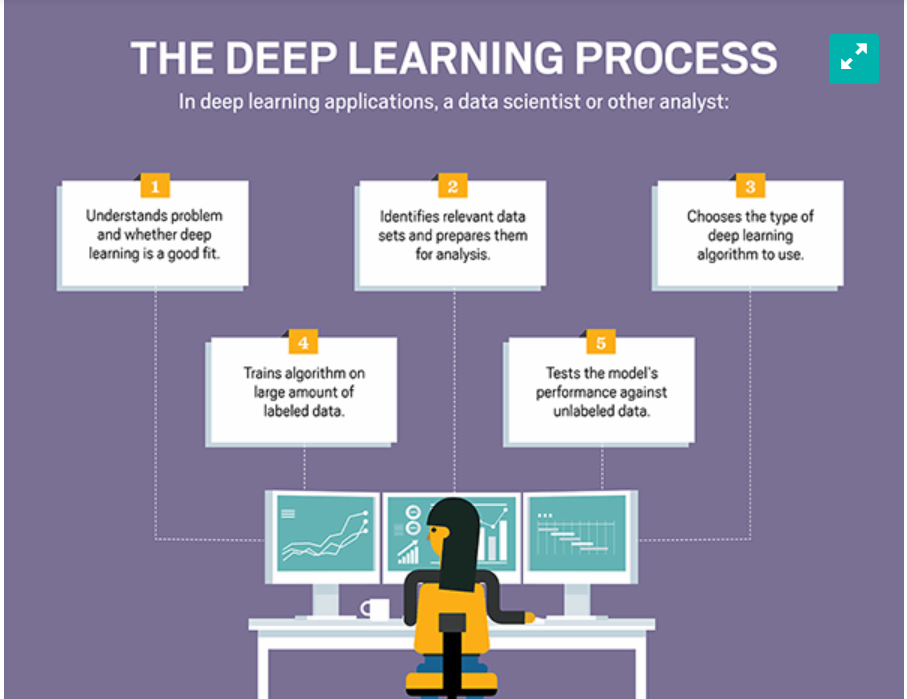 THE DEEP LEARNING PROCESS
In deep learning applications, a data scientist or other analyst:
1
Understands problem
and whether deep
learning is a good fit.
2
Identifies relevant data
sets and prepares them
for analysis.
3
Chooses the type of
deep learning
algorithm to use.
4
Trains algorithm on
large amount of
labeled data.
5
Tests the model's
performance against
unlabeled data.